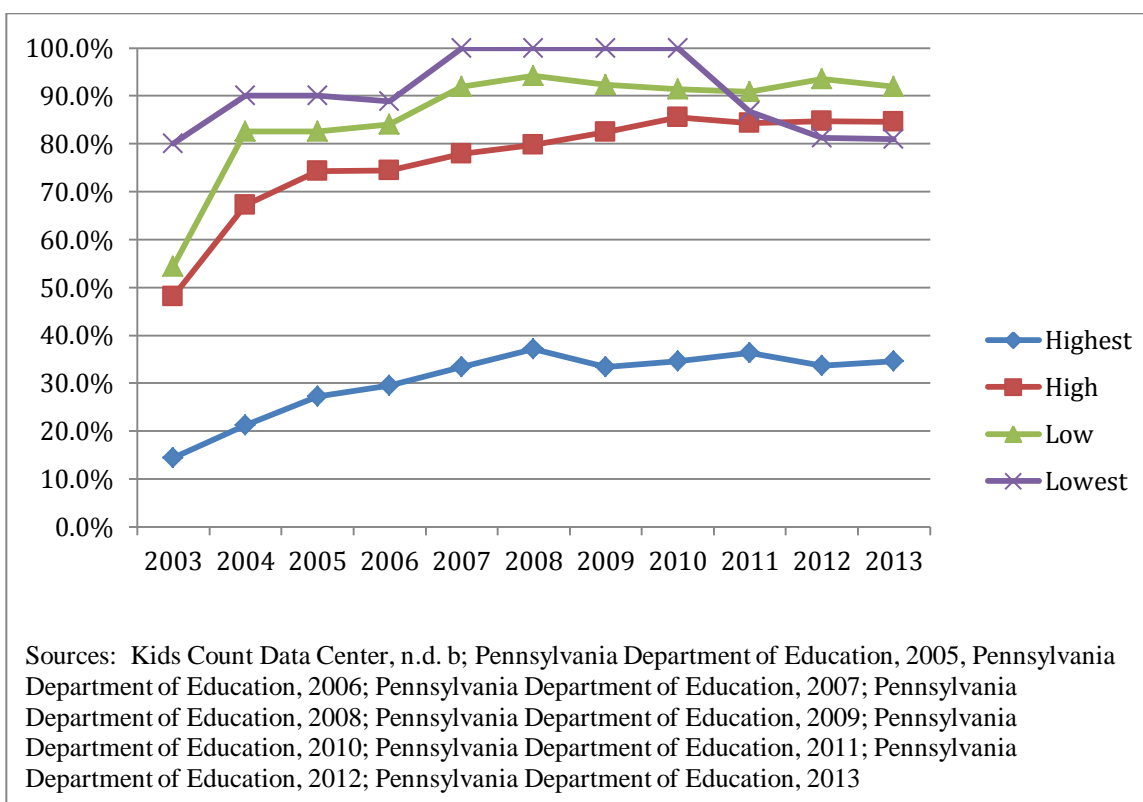 100.0%
90.0%
80.0%
70.0%
60.0%
50.0%
40.0%
30.0%
20.0%
10.0%
0.0%
2003 2004 2005 2006 2007 2008 2009 2010 2011 2012 2013
Highest
High
Low
Lowest
Sources: Kids Count Data Center, n.d. b; Pennsylvania Department of Education, 2005, Pennsylvania
Department of Education, 2006; Pennsylvania Department of Education, 2007; Pennsylvania
Department of Education, 2008; Pennsylvania Department of Education, 2009; Pennsylvania
Department of Education, 2010; Pennsylvania Department of Education, 2011; Pennsylvania
Department of Education, 2012; Pennsylvania Department of Education, 2013